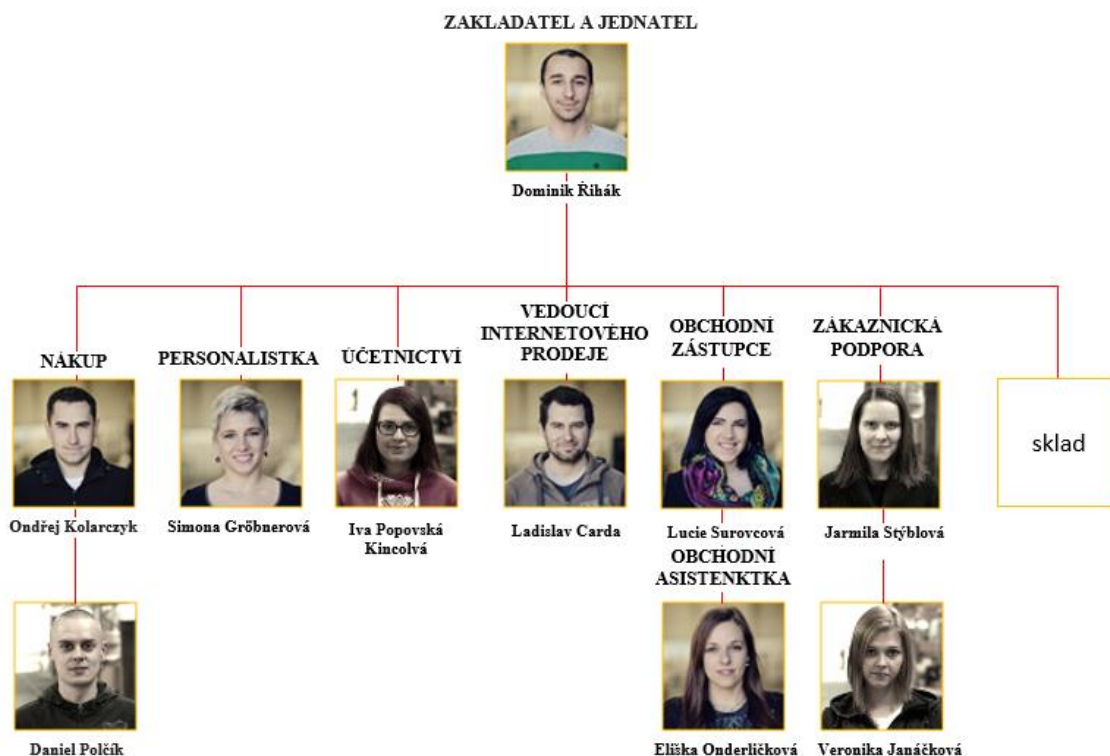 ZAKLADATEL A JEDNATEL
Dominik Řihák
NÁKUP
Ondřej Kolarczyk
Daniel Polčík
PERSONALISTKA
Simona Gröbnerová
ÚČETNICTVÍ
Iva Popovská
Kincolvá
VEDOUCÍ
INTERNETOVÉHO
PRODEJE
Ladislav Carda
OBCHODNÍ
ZÁSTUPCE
Lucie Surovcová
OBCHODNÍ
ASISTENKTKA
Eliška Onderličková
ZÁKAZNICKÁ
PODPORA
Jarmila Stýblová
Veronika Janáčková
sklad